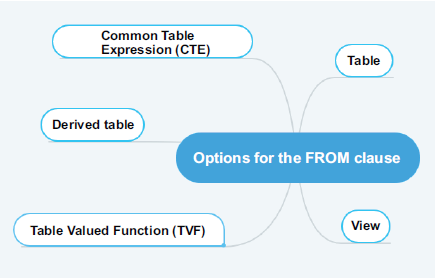 Common Table
Expression (CTE)
Table
Derived table
Options for the FROM clause
Table Valued Function (TVF)
View